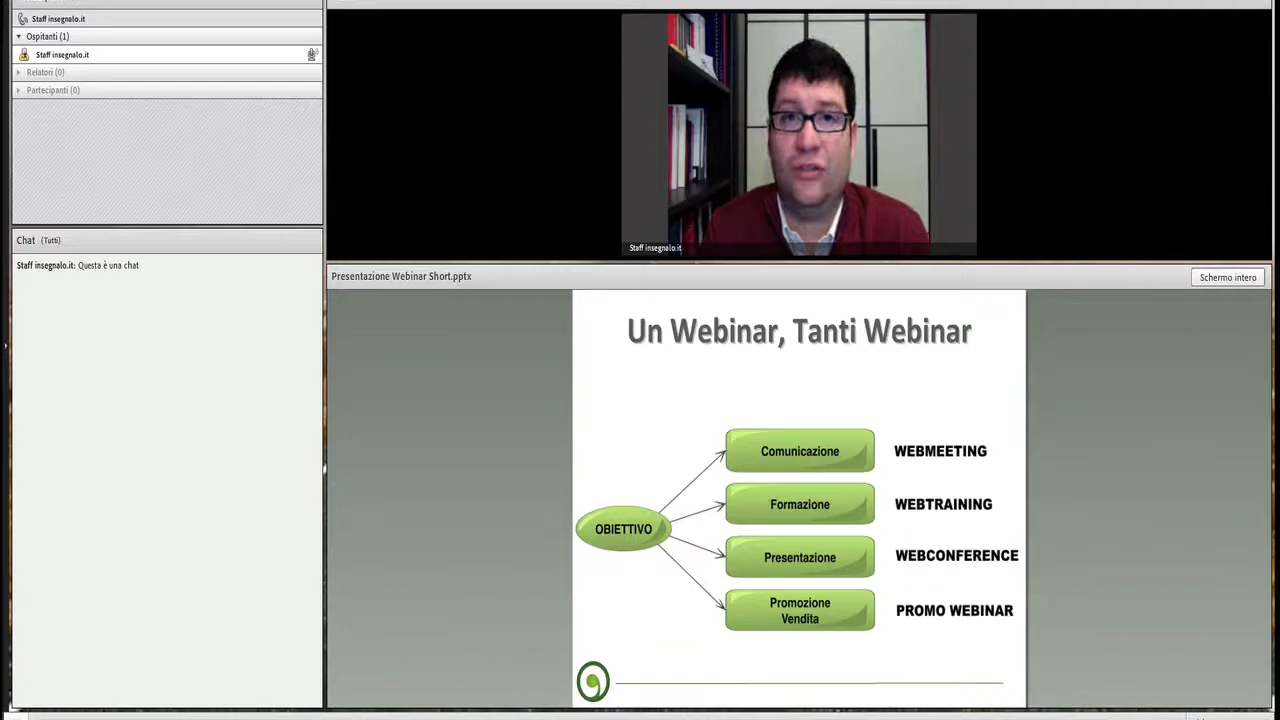 Staff insegnalo.it
Ospitanti (1)
Staff insegnalo.it
Relatori (0)
Partecipanti (0)
Chat (Tutti)
Staff insegnalo.it: Questa è una chat
Staff insegnalo.it
Presentazione Webinar Short.pptx
Schermo intero
Un Webinar, Tanti Webinar
OBIETTIVO
Comunicazione WEBMEETING
Formazione WEBTRAINING
Presentazione WEBCONFERENCE
Promozione
Vendita
PROMO WEBINAR